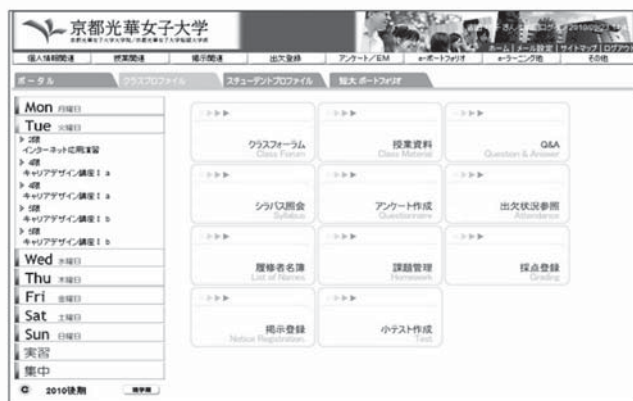 京都光華女子大学
ホーム | メール設定 | サイトマップ | ログアウト
個人情報関連 授業関連 掲示関連 出欠登録 アンケート/EM e-ポートフォリオ e-ラーニング他 その他
ポータル クラスプロファイル スチューデントプロファイル 短大 ポートフォリオ
Mon 月曜日
Tue 火曜日
2講
インターネット応用演習
4講
キャリアデザイン講座Ⅰ a
4講
キャリアデザイン講座Ⅰ a
5講
キャリアデザイン講座Ⅰ b
5講
キャリアデザイン講座Ⅰ b
Wed 水曜日
Thu 木曜日
Fri 金曜日
Sat 土曜日
Sun 日曜日
実習
集中
2010後期
クラスフォーラム
Class Forum
授業資料
Class Material
Q&A
Question & Answer
シラバス照会
Syllabus
アンケート作成
Questionnaire
出欠状況参照
Attendance
履修者名簿
List of Names
課題管理
Homework
採点登録
Grading
掲示登録
Notice Registration
小テスト作成
Test